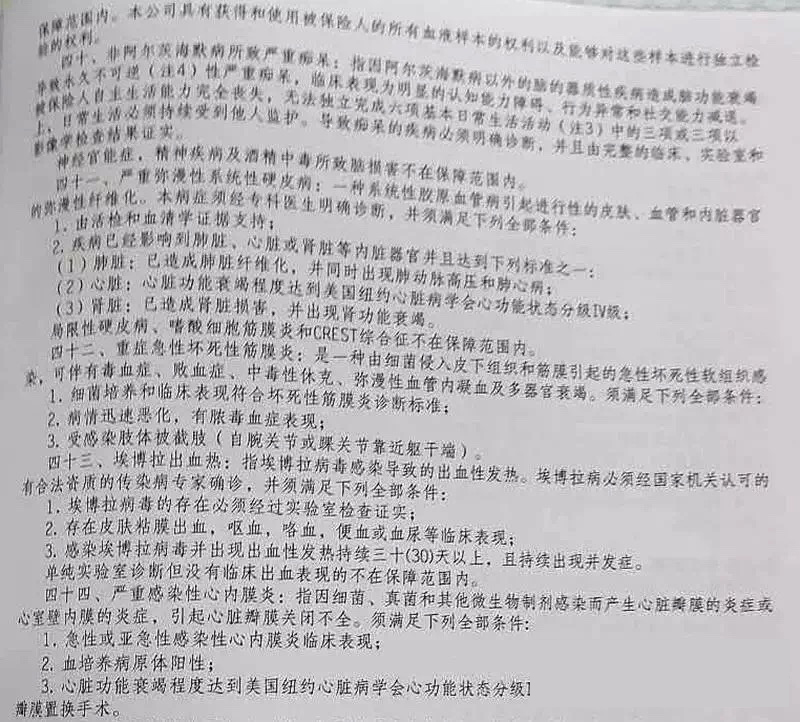 保障范围内。本公司具有获得和使用被保险人的所有血液样本的权利以及能够对这些样本进行独立检
验的权利。
四十、非阿尔茨海默病所致严重痴呆：指因阿尔茨海默病以外的脑的器质性疾病造成脑功能衰竭
导致永久不可逆（注4）性严重痴呆，临床表现为明显的认知能力障碍、行为异常和社交能力减退。
被保险人自主生活能力完全丧失，无法独立完成六项基本日常生活活动（注3）中的三项或三项以
上，日常生活必须持续受到他人监护。导致痴呆的疾病必须明确诊断，并且由完整的临床、实验室和
影像学检查结果证实。
神经官能症，精神疾病及酒精中毒所致脑损害不在保障范围内。
四十一、严重弥漫性系统性硬皮病：一种系统性胶原血管病引起进行性的皮肤、血管和内脏器官
的弥漫性纤维化。本病症须经专科医生明确诊断，并须满足下列全部条件：
1. 由活检和血清学证据支持；
2. 疾病已经影响到肺脏、心脏或肾脏等内脏器官并且达到下列标准之一：
（1）肺脏：已造成肺脏纤维化，并同时出现肺动脉高压和肺心病；
（2）心脏：心脏功能衰竭程度达到美国纽约心脏病学会心功能状态分级IV级；
（3）肾脏：已造成肾脏损害，并出现肾功能衰竭。
局限性硬皮病、嗜酸细胞筋膜炎和CREST综合征不在保障范围内。
四十二、重症急性坏死性筋膜炎：是一种由细菌侵入皮下组织和筋膜引起的急性坏死性软组织感
染，可伴有毒血症、败血症、中毒性休克、弥漫性血管内凝血及多器官衰竭。须满足下列全部条件：
1. 细菌培养和临床表现符合坏死性筋膜炎诊断标准；
2. 病情迅速恶化，有脓毒血症表现；
3. 受感染肢体被截肢（自腕关节或踝关节靠近躯干端）。
四十三、埃博拉出血热：指埃博拉病毒感染导致的出血性发热。埃博拉病必须经国家机关认可的
有合法资质的传染病专家确诊，并须满足下列全部条件：
1. 埃博拉病毒的存在必须经过实验室检查证实；
2. 存在皮肤粘膜出血，呕血，咯血，便血或血尿等临床表现；
3. 感染埃博拉病毒并出现出血性发热持续三十(30)天以上，且持续出现并发症。
单纯实验室诊断但没有临床出血表现的不在保障范围内。
四十四、严重感染性心内膜炎：指因细菌、真菌和其他微生物制剂感染而产生心脏瓣膜的炎症或
心室壁内膜的炎症，引起心脏瓣膜关闭不全。须满足下列全部条件：
1. 急性或亚急性感染性心内膜炎临床表现；
2. 血培养病原体阳性；
3. 心脏功能衰竭程度达到美国纽约心脏病学会心功能状态分级I
瓣膜置换手术。